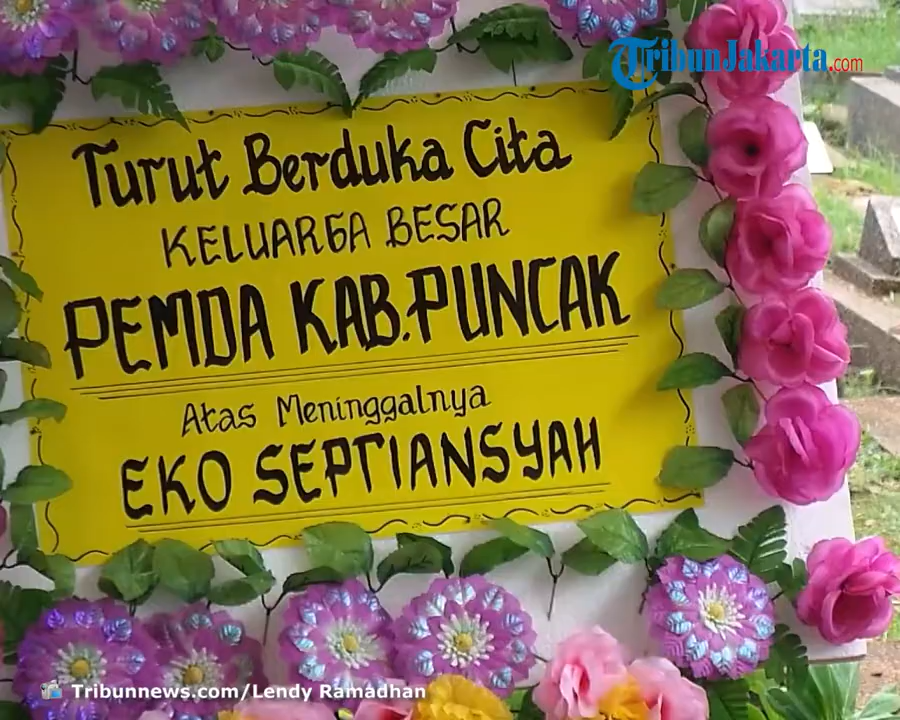 TribunJakarta.com
Turut Berduka Cita
KELUARGA BESAR
PEMDA KAB.PUNCAK
Atas Meninggalnya
EKO SEPTIANSYAH
Tribunnews.com/Lendy Ramadhan